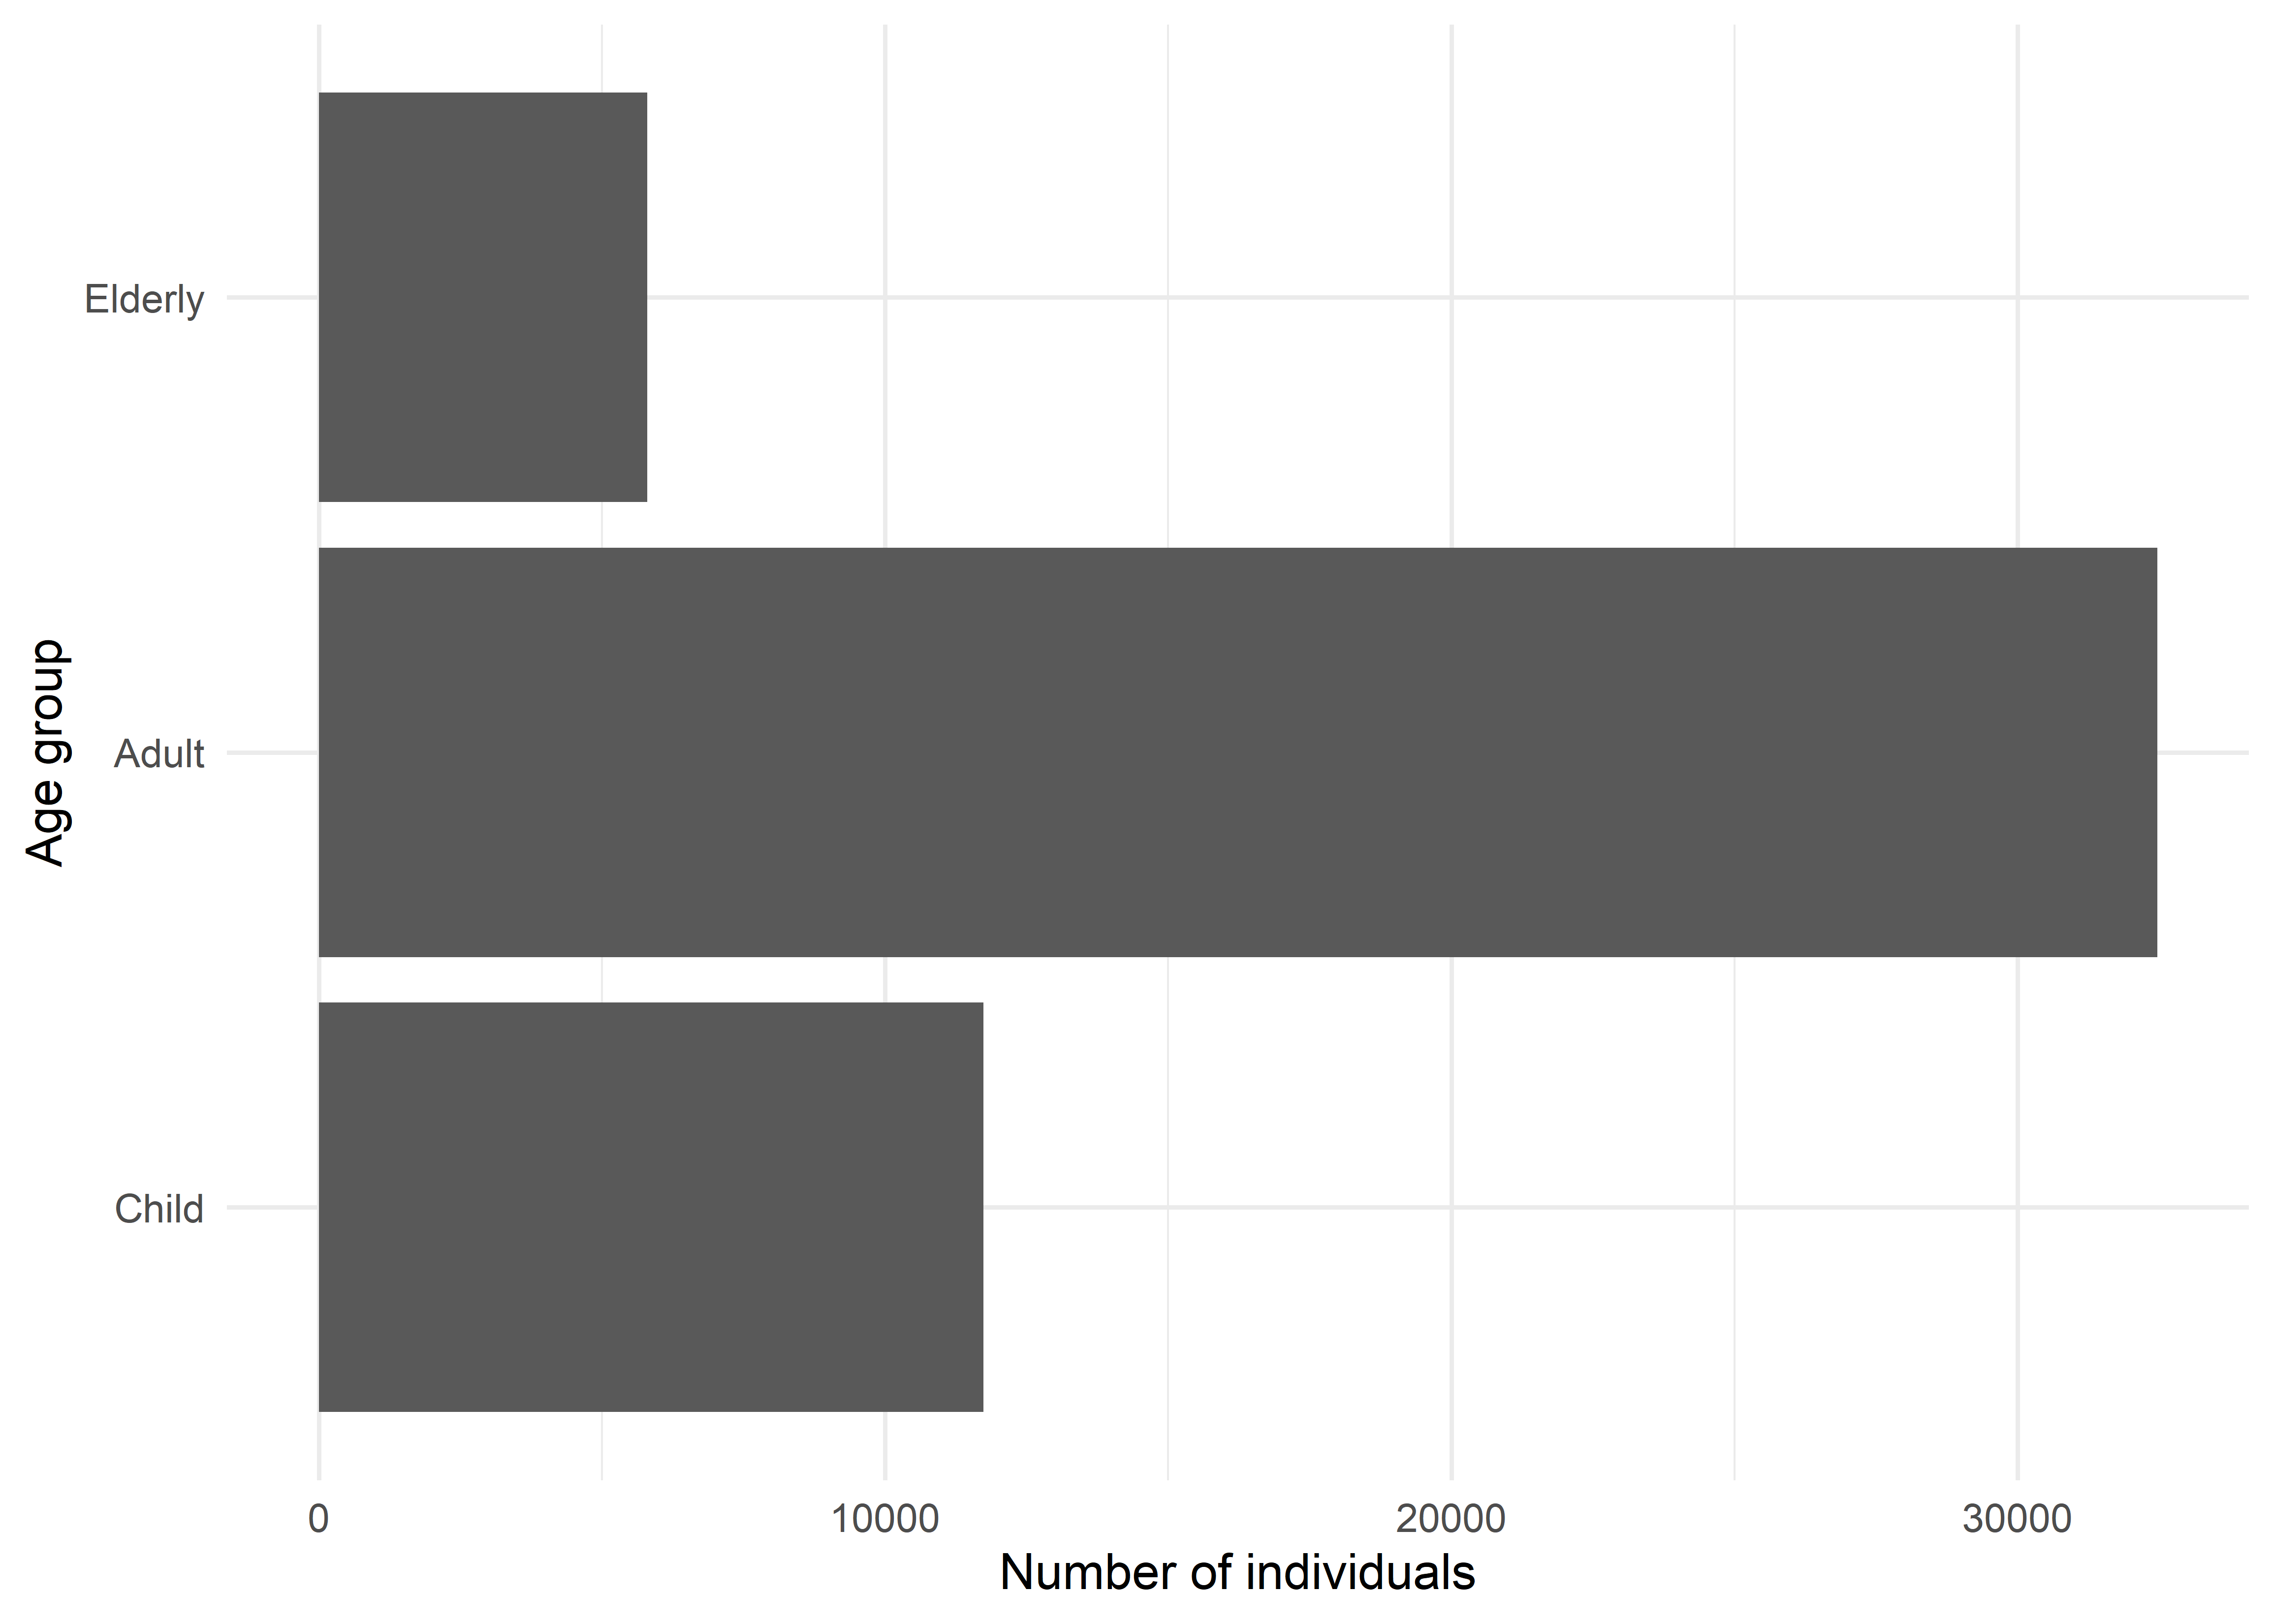 Elderly
Adult
Child
Age group
0 10000 20000 30000
Number of individuals